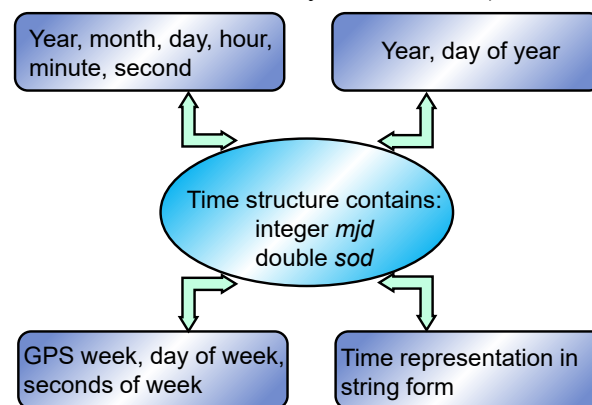 Year, month, day, hour,
minute, second
Year, day of year
Time structure contains:
integer mjd
double sod
GPS week, day of week,
seconds of week
Time representation in
string form